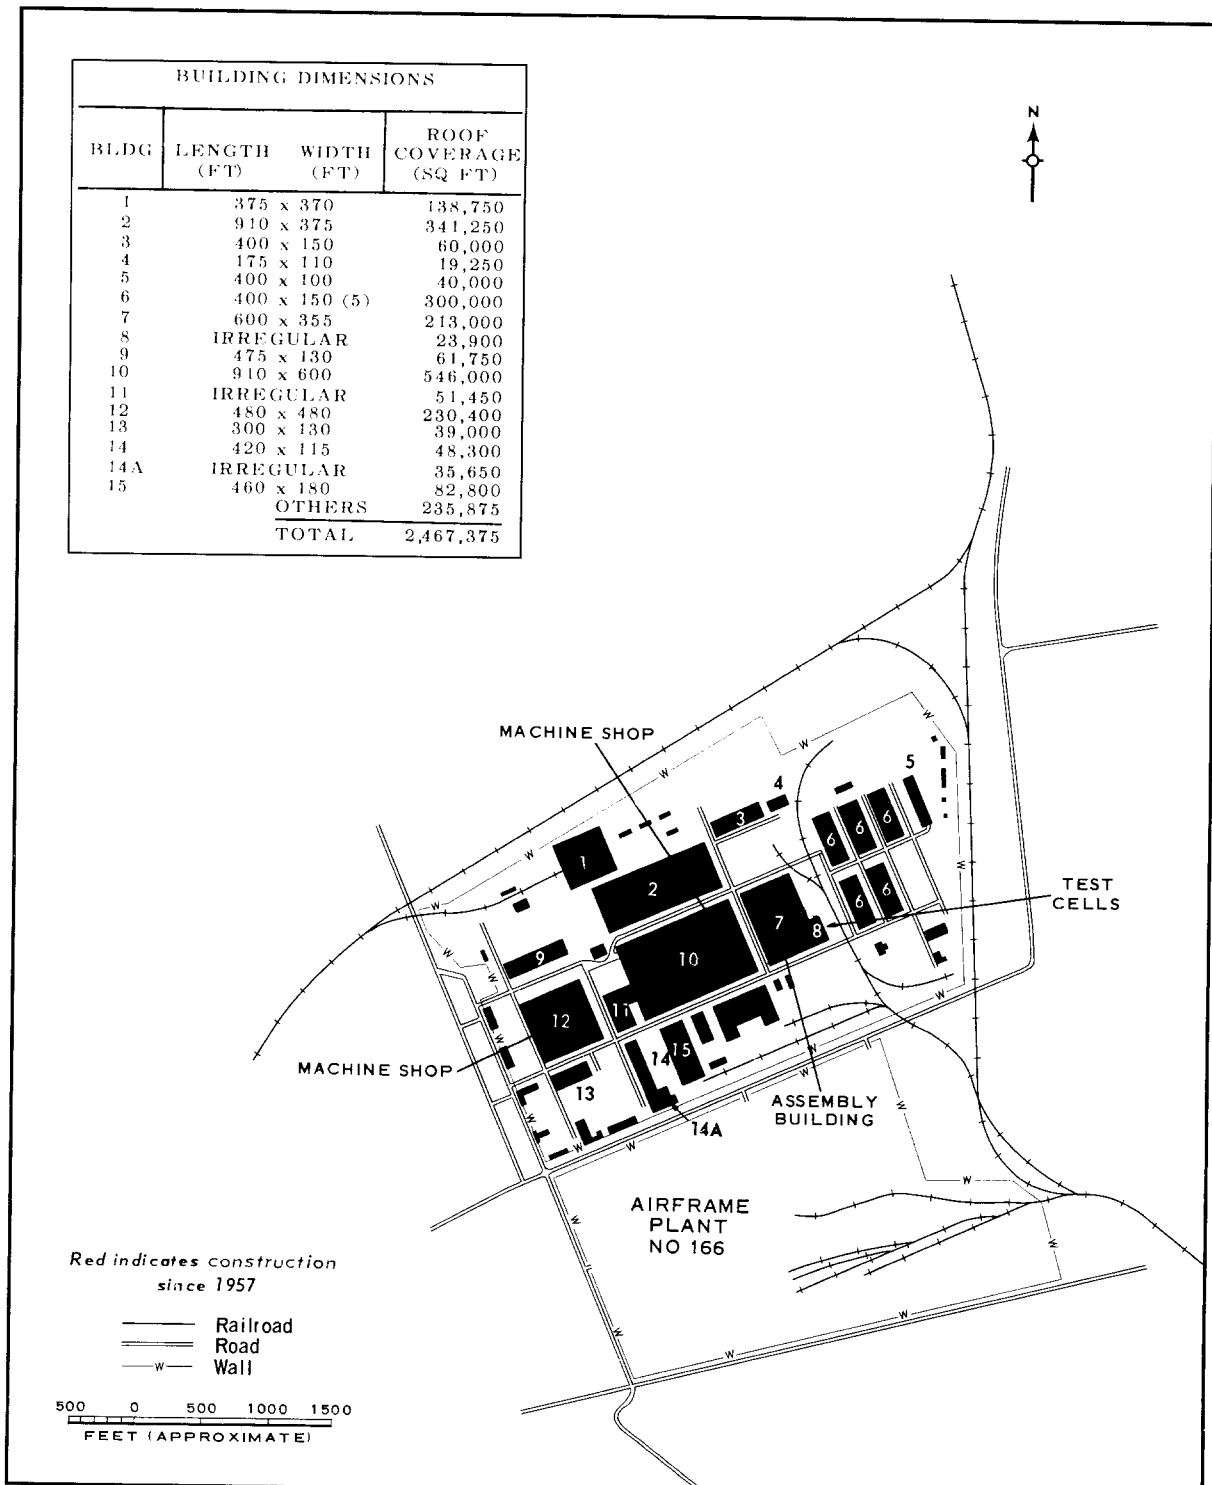 BUILDING DIMENSIONS
BLDG LENGTH (FT) WIDTH (FT) ROOF COVERAGE (SQ FT)
1 375 x 370 138,750
2 910 x 375 341,250
3 400 x 150 60,000
4 175 x 110 19,250
5 400 x 100 40,000
6 400 x 150 (5) 300,000
7 600 x 355 213,000
8 IRREGULAR 23,900
9 475 x 130 61,750
10 910 x 600 546,000
11 IRREGULAR 51,450
12 480 x 480 230,400
13 300 x 130 39,000
14 420 x 115 48,300
14A IRREGULAR 35,650
15 460 x 180 82,800
OTHERS 235,875
TOTAL 2,467,375
N
MACHINE SHOP
W
W
W
5
4
3
6
6
6
W
1
2
W
6
6
TEST
CELLS
7
8
W
9
10
W
W
11
12
W
14
15
W
MACHINE SHOP
13
W
ASSEMBLY
BUILDING
14A
W
W
W
W
AIRFRAME
PLANT
NO 166
W
W
W
W
W
W
Red indicates construction
since 1957
Railroad
Road
W Wall
500 0 500 1000 1500
FEET (APPROXIMATE)